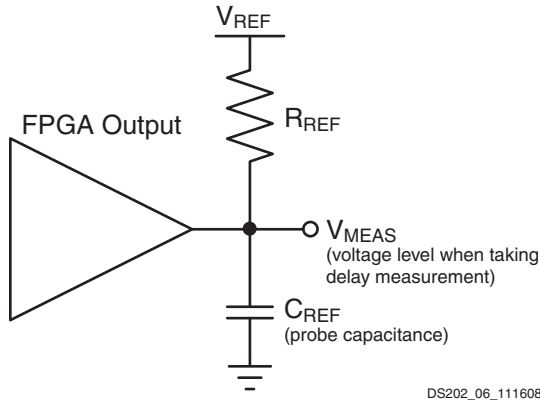 VREF
FPGA Output
RREF
VMEAS
(voltage level when taking
delay measurement)
CREF
(probe capacitance)
DS202_06_111608